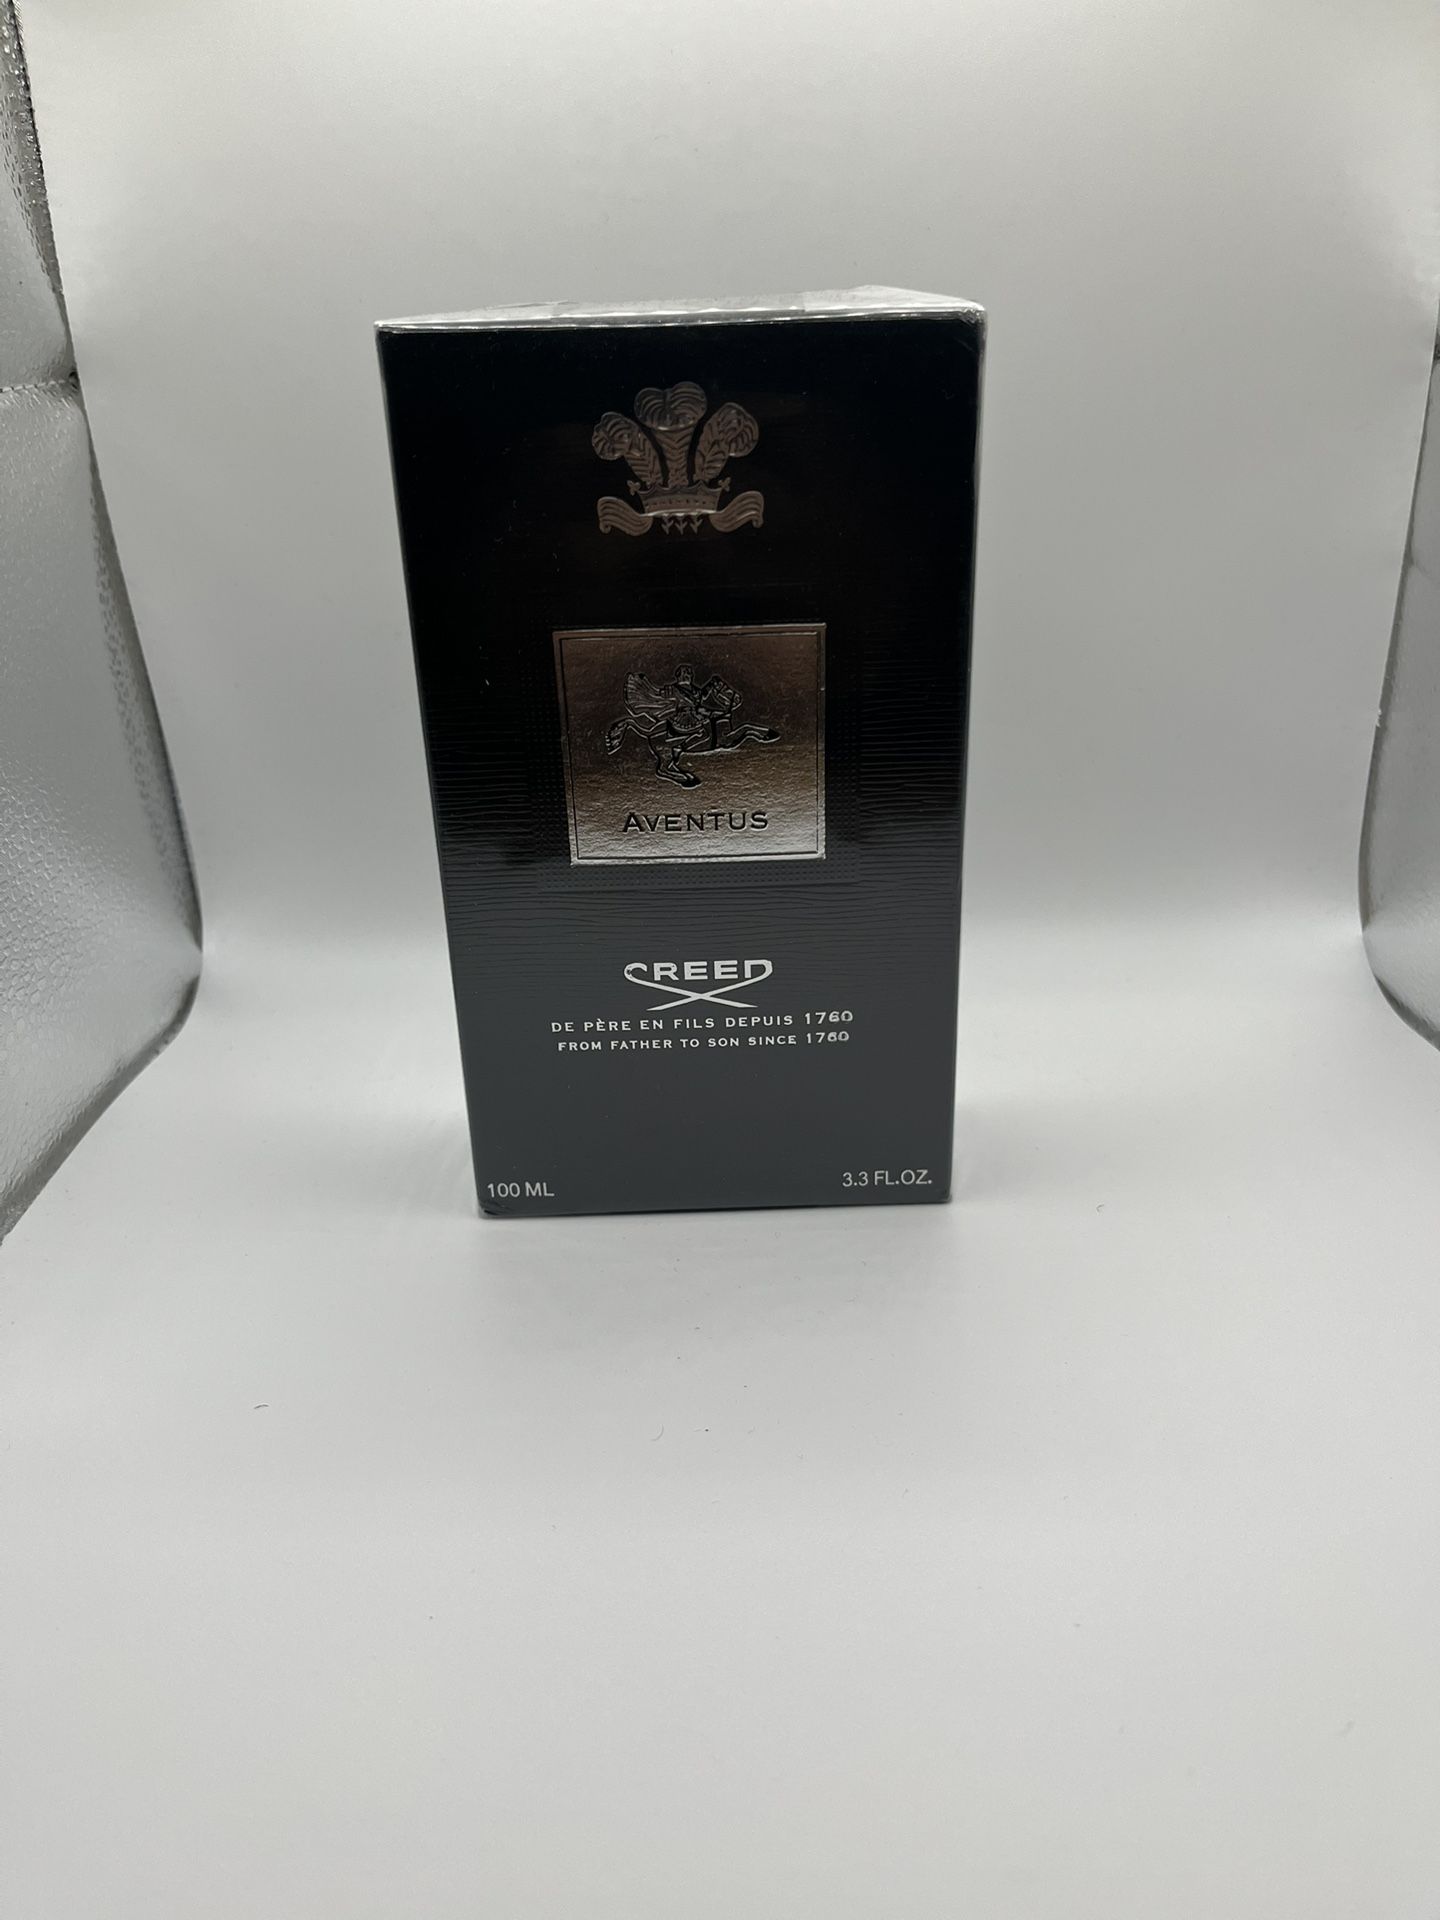 AVENTUS
CREED
DE PÈRE EN FILS DEPUIS 1760
FROM FATHER TO SON SINCE 1760
100 ML
3.3 FL.OZ.